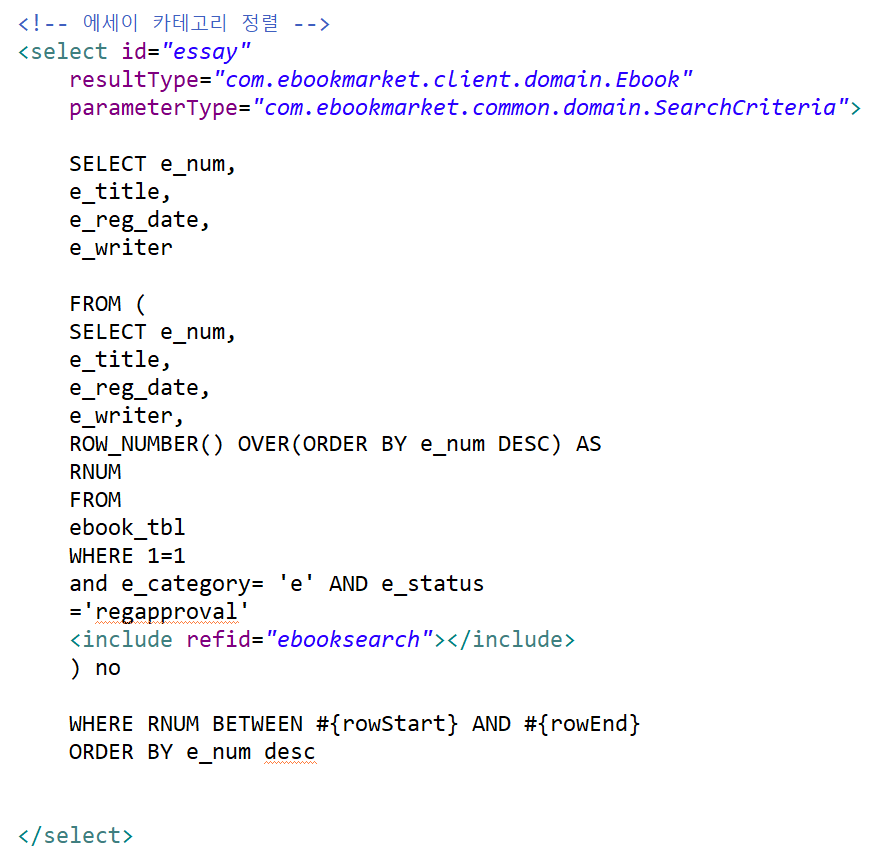 <!-- 에세이 카테고리 정렬 -->
<select id="essay"
resultType="com.ebookmarket.client.domain.Ebook"
parameterType="com.ebookmarket.common.domain.SearchCriteria">
SELECT e_num,
e_title,
e_reg_date,
e_writer
FROM (
SELECT e_num,
e_title,
e_reg_date,
e_writer,
ROW_NUMBER() OVER(ORDER BY e_num DESC) AS
RNUM
FROM
ebook_tbl
WHERE 1=1
and e_category= 'e' AND e_status
='regapproval'
<include refid="ebooksearch"></include>
) no
WHERE RNUM BETWEEN #{rowStart} AND #{rowEnd}
ORDER BY e_num desc
</select>